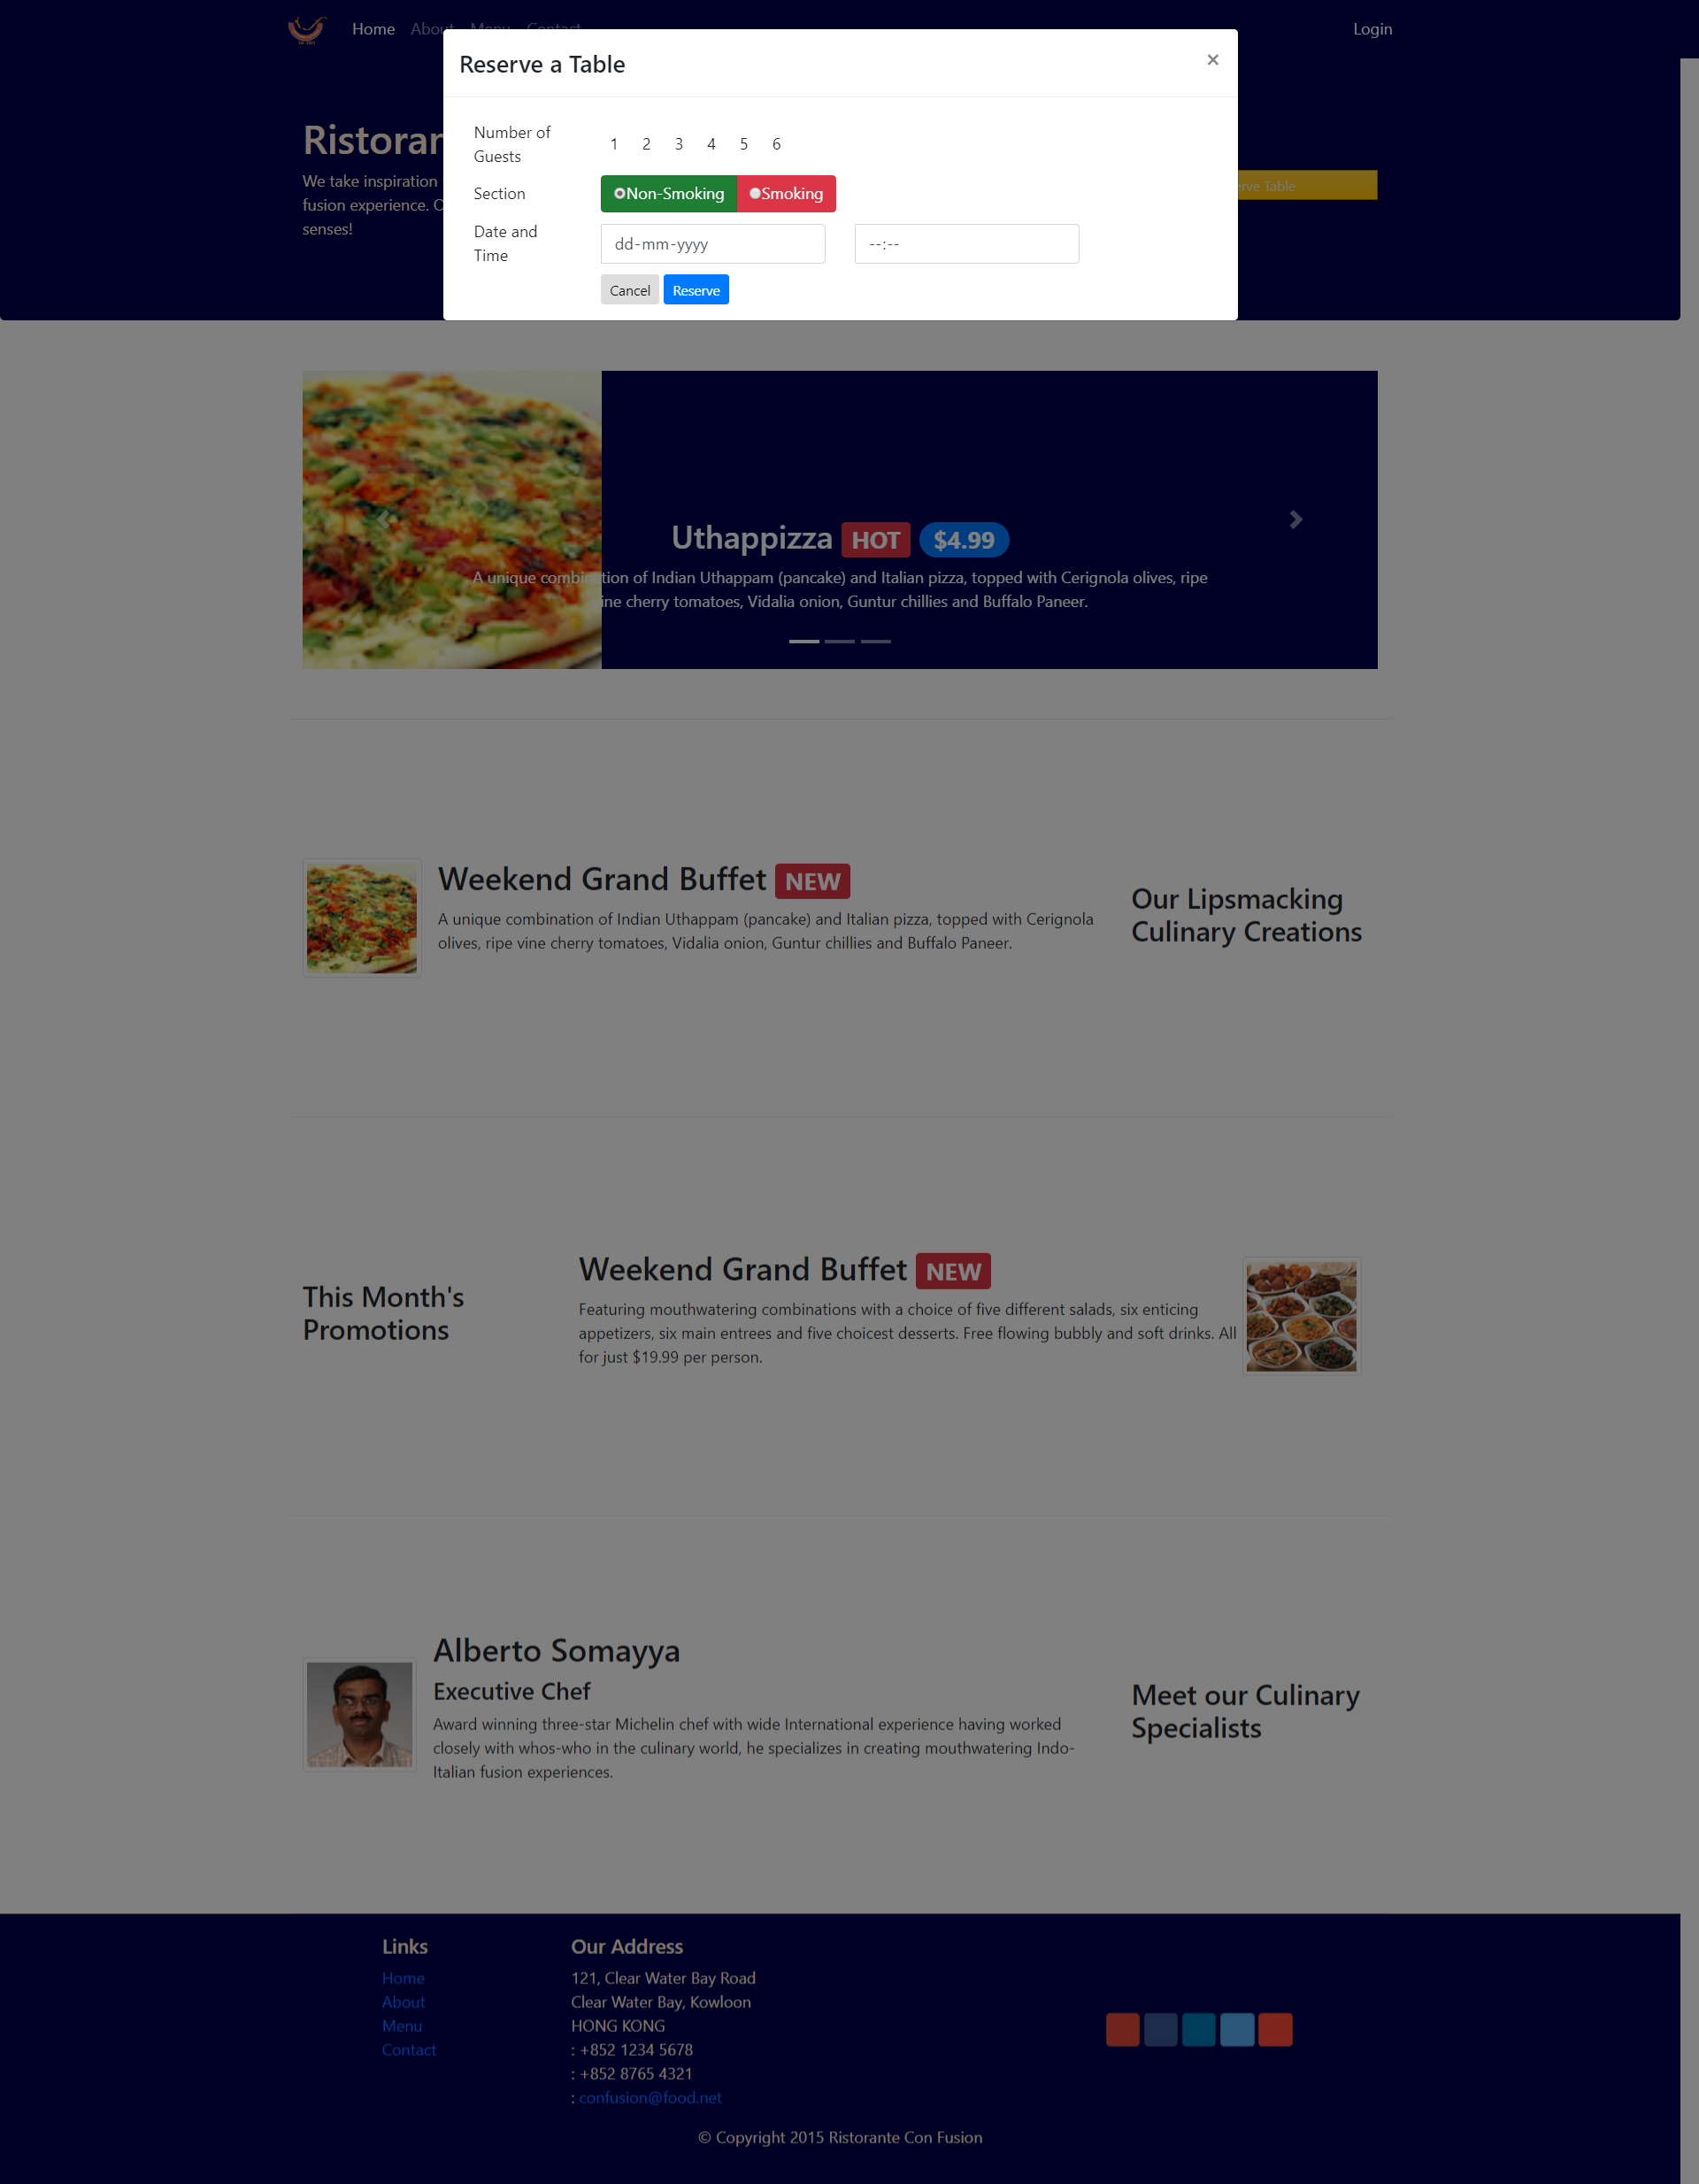 Home About Menu Contact Login
Reserve a Table ×
Number of
Guests
1 2 3 4 5 6
Section
Non-Smoking Smoking
Date and
Time
dd-mm-yyyy --:--
Cancel Reserve
We take inspiration
fusion experience.
senses!
Table
Uthappizza HOT $4.99
A unique combination of Indian Uthappam (pancake) and Italian pizza, topped with Cerignola olives, ripe
vine cherry tomatoes, Vidalia onion, Guntur chillies and Buffalo Paneer.
Weekend Grand Buffet NEW
A unique combination of Indian Uthappam (pancake) and Italian pizza, topped with Cerignola
olives, ripe vine cherry tomatoes, Vidalia onion, Guntur chillies and Buffalo Paneer.
Our Lipsmacking
Culinary Creations
This Month's
Promotions
Weekend Grand Buffet NEW
Featuring mouthwatering combinations with a choice of five different salads, six enticing
appetizers, six main entrees and five choicest desserts. Free flowing bubbly and soft drinks. All
for just $19.99 per person.
Alberto Somayya
Executive Chef
Award winning three-star Michelin chef with wide International experience having worked
closely with whos-who in the culinary world, he specializes in creating mouthwatering Indo-
Italian fusion experiences.
Meet our Culinary
Specialists
Links
Home
About
Menu
Contact
Our Address
121, Clear Water Bay Road
Clear Water Bay, Kowloon
HONG KONG
: +852 1234 5678
: +852 8765 4321
: confusion@food.net
© Copyright 2015 Ristorante Con Fusion